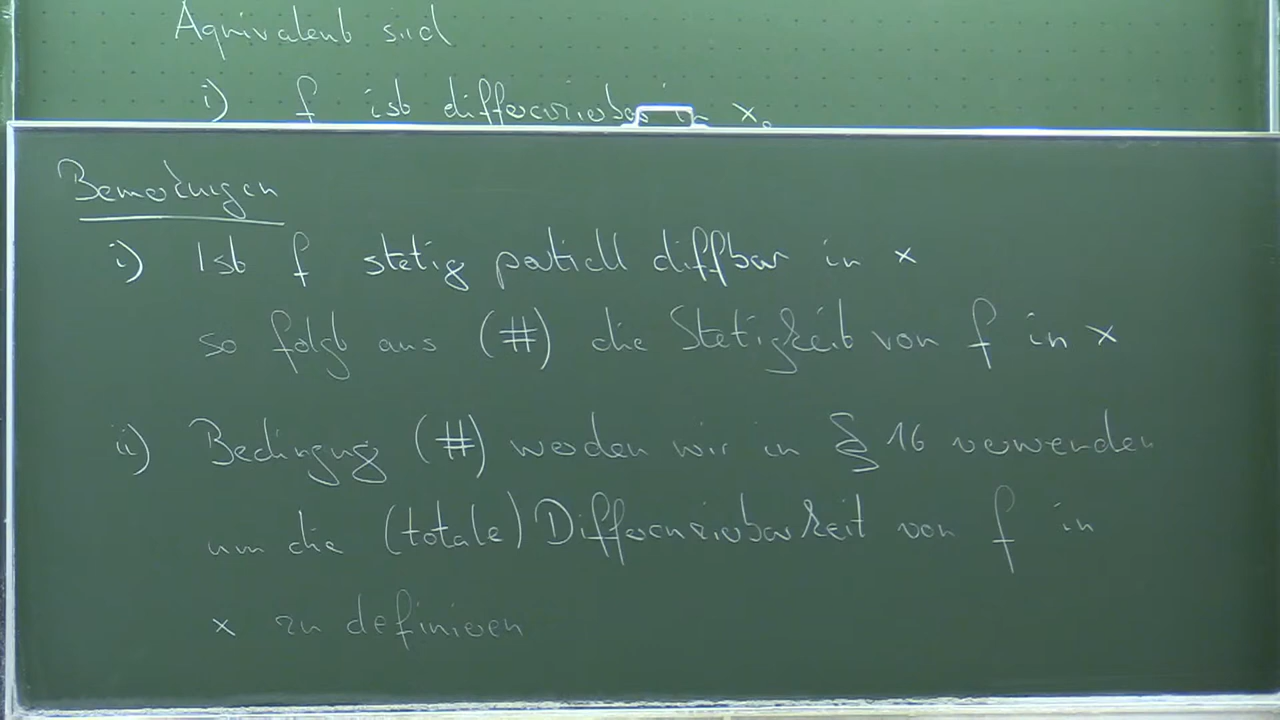 Äquivalent sind
i) f ist differenzierbar in x₀
Bemerkungen
i) Ist f stetig partiell diffbar in x
so folgt aus (#) die Stetigkeit von f in x
ii) Bedingung (#) werden wir in § 16 verwenden
um die (totale) Differenzierbarkeit von f in
x zu definieren